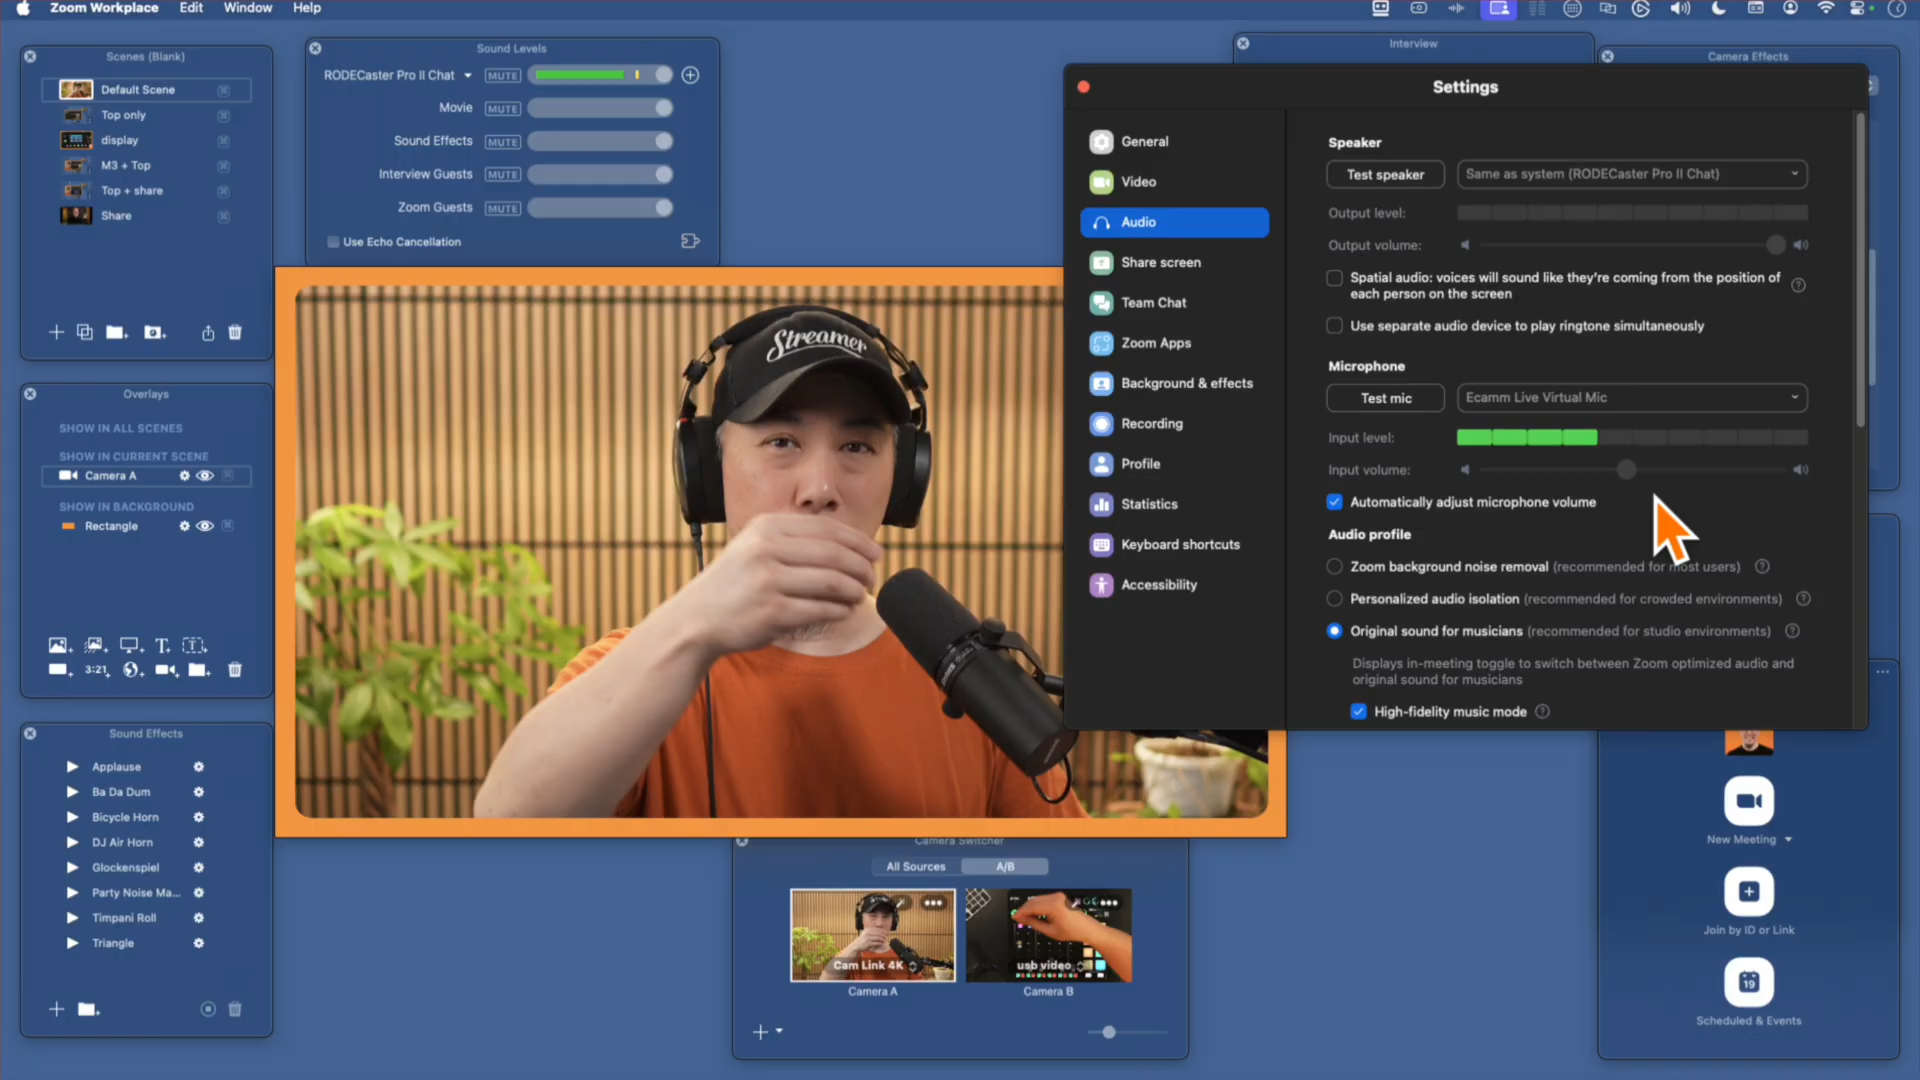 Zoom Workplace Edit Window Help
Scenes (Blank)
Default Scene
Top only
display
M3 + Top
Top + share
Share
Sound Levels
RODECaster Pro II Chat MUTE
Movie MUTE
Sound Effects MUTE
Interview Guests MUTE
Zoom Guests MUTE
Use Echo Cancellation
Interview
Camera Effects
Settings
General
Video
Audio
Share screen
Team Chat
Zoom Apps
Background & effects
Recording
Profile
Statistics
Keyboard shortcuts
Accessibility
Speaker
Test speaker Same as system (RODECaster Pro II Chat)
Output level:
Output volume:
Spatial audio: voices will sound like they're coming from the position of
each person on the screen
Use separate audio device to play ringtone simultaneously
Microphone
Test mic Ecamm Live Virtual Mic
Input level:
Input volume:
Automatically adjust microphone volume
Audio profile
Zoom background noise removal (recommended for most users)
Personalized audio isolation (recommended for crowded environments)
Original sound for musicians (recommended for studio environments)
Displays in-meeting toggle to switch between Zoom optimized audio and
original sound for musicians
High-fidelity music mode
Overlays
SHOW IN ALL SCENES
SHOW IN CURRENT SCENE
Camera A
SHOW IN BACKGROUND
Rectangle
3:21
Streamer
Sound Effects
Applause
Ba Da Dum
Bicycle Horn
DJ Air Horn
Glockenspiel
Party Noise Ma...
Timpani Roll
Triangle
Camera Switcher
All Sources A/B
Cam Link 4K
usb video
Camera A
Camera B
New Meeting
Join by ID or Link
19
Scheduled & Events